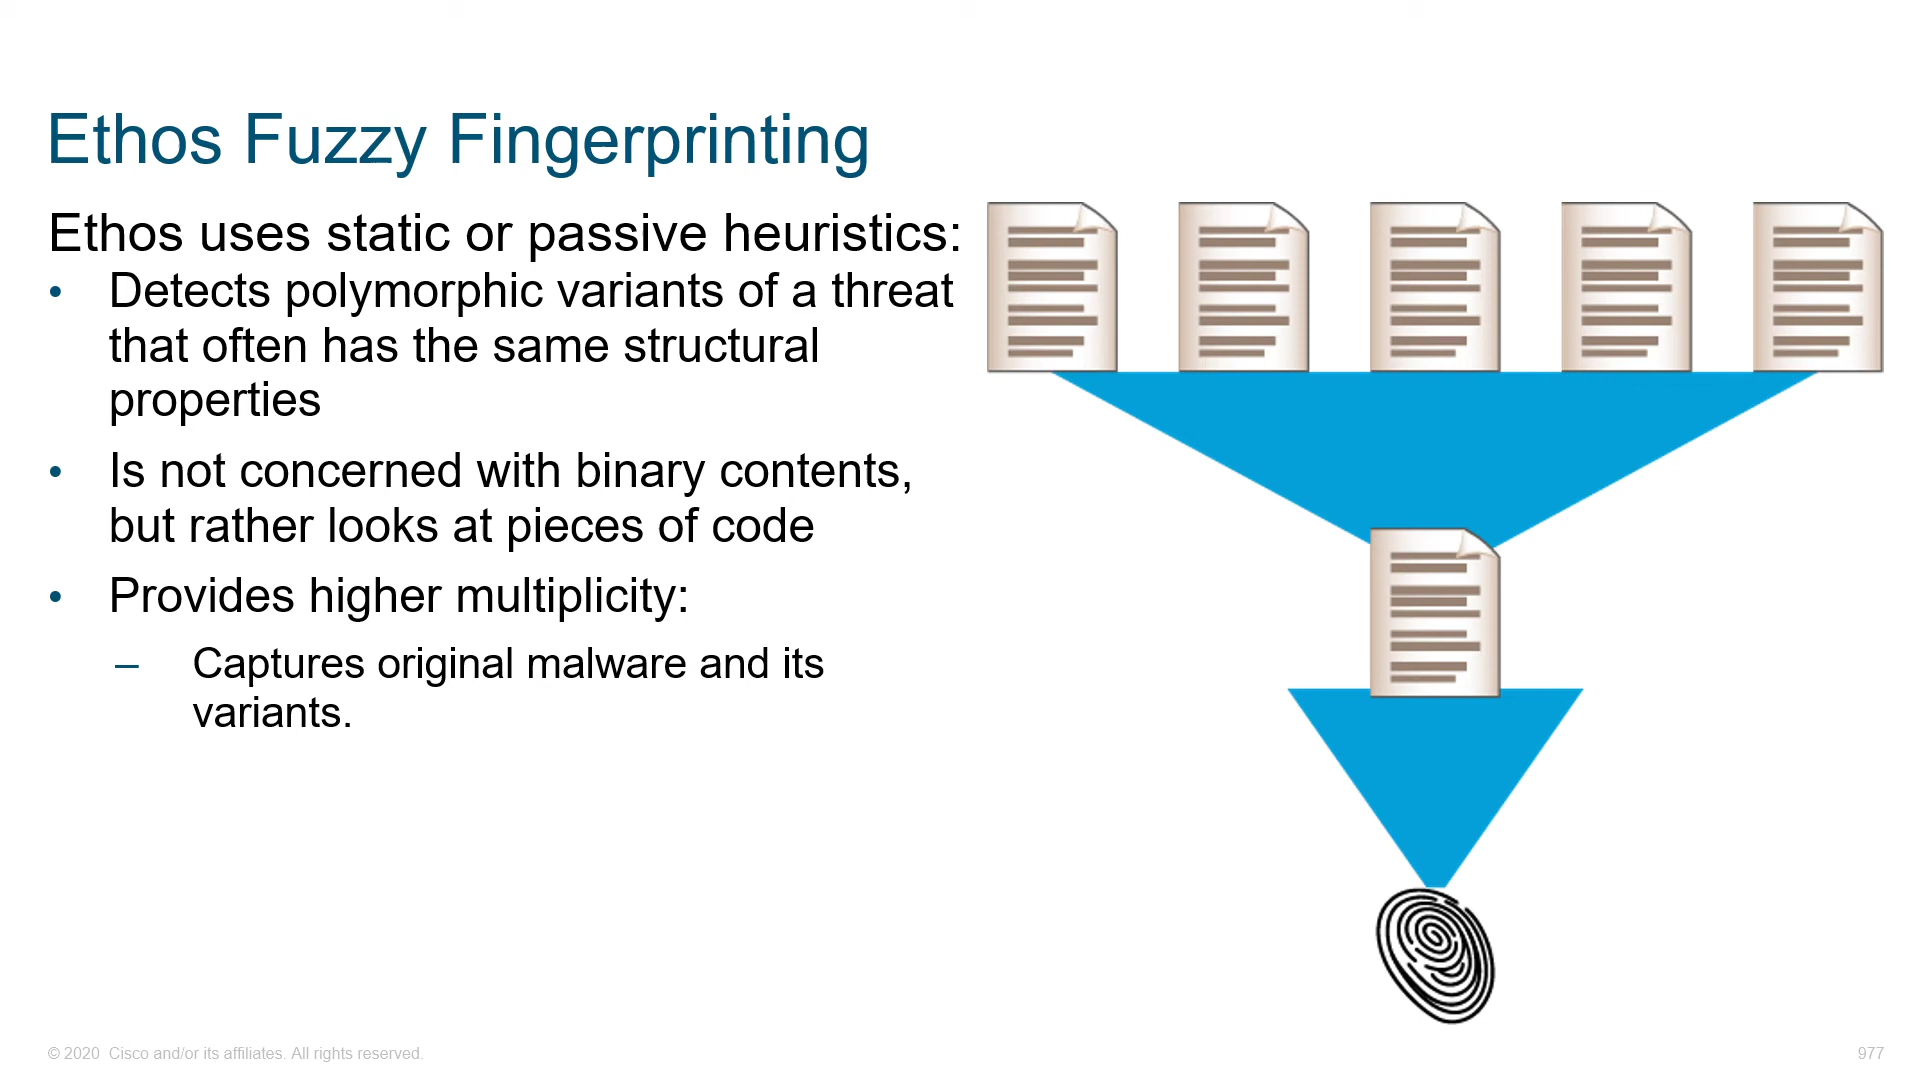 Ethos Fuzzy Fingerprinting
Ethos uses static or passive heuristics:
• Detects polymorphic variants of a threat
that often has the same structural
properties
• Is not concerned with binary contents,
but rather looks at pieces of code
• Provides higher multiplicity:
– Captures original malware and its
variants.
© 2020 Cisco and/or its affiliates. All rights reserved.
977